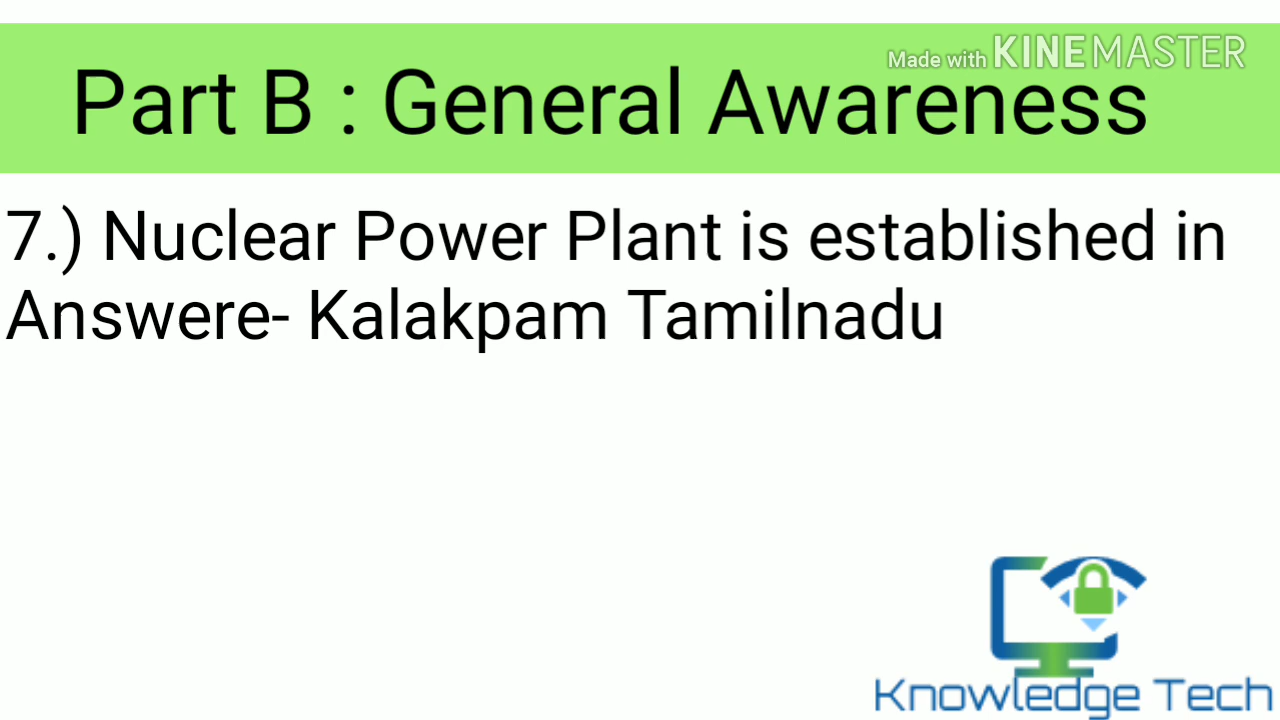 Made with KINEMASTER
Part B : General Awareness
7.) Nuclear Power Plant is established in
Answere- Kalakpam Tamilnadu
Knowledge Tech